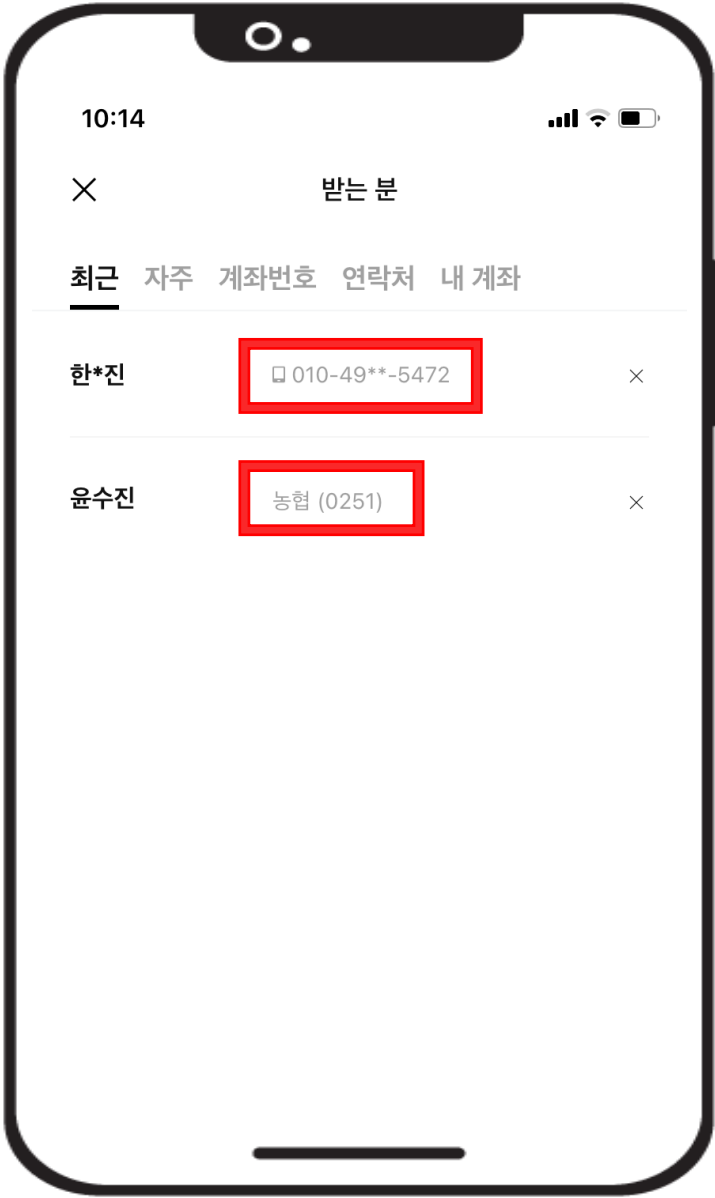 10:14
받는 분
최근 자주 계좌번호 연락처 내 계좌
한*진 010-49**-5472
윤수진 농협 (0251)